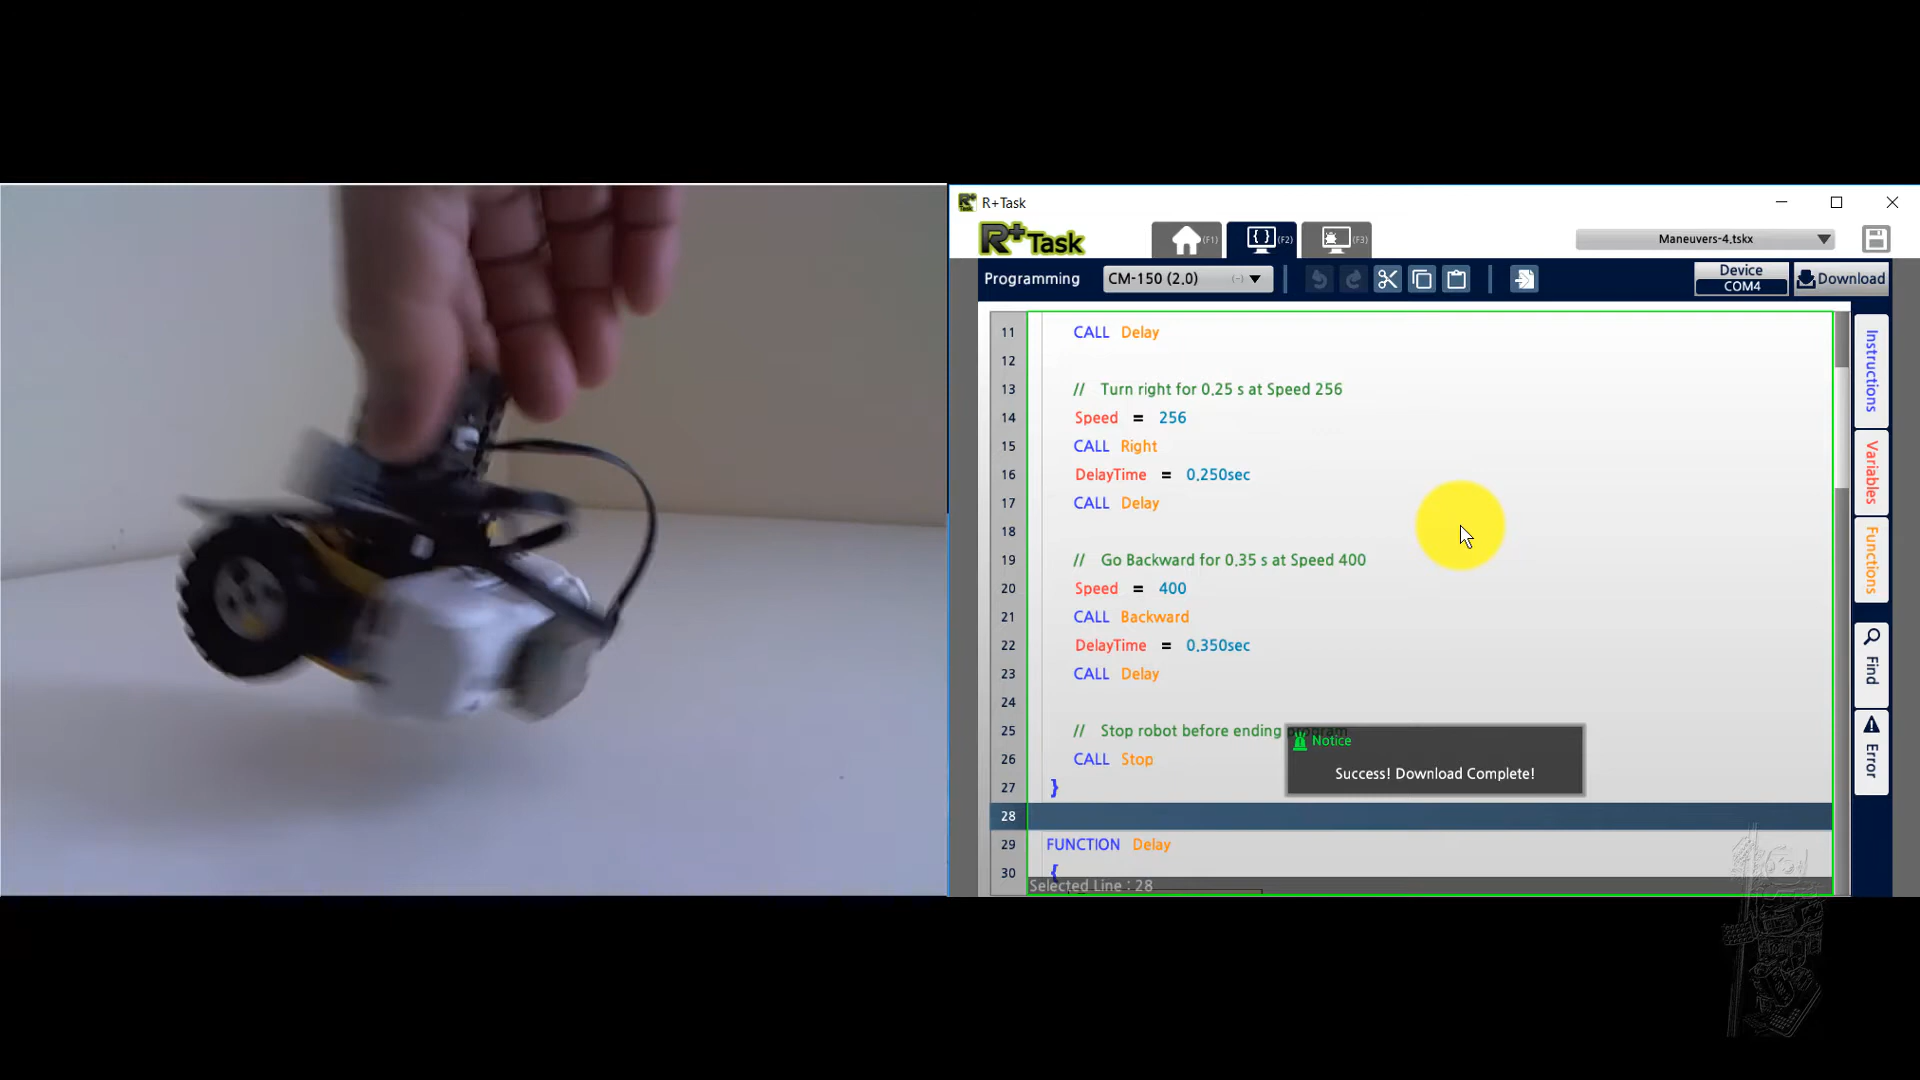 R+Task
R+Task
(F1)
(F2)
(F3)
Maneuvers-4.tskx
Programming
CM-150 (2.0)
(-)
Device
COM4
Download
11 CALL Delay
12
13 // Turn right for 0.25 s at Speed 256
14 Speed = 256
15 CALL Right
16 DelayTime = 0.250sec
17 CALL Delay
18
19 // Go Backward for 0.35 s at Speed 400
20 Speed = 400
21 CALL Backward
22 DelayTime = 0.350sec
23 CALL Delay
24
25 // Stop robot before ending program
26 CALL Stop
27 }
28
29 FUNCTION Delay
30 {
Notice
Success! Download Complete!
Selected Line : 28
Instructions
Variables
Functions
Find
Error